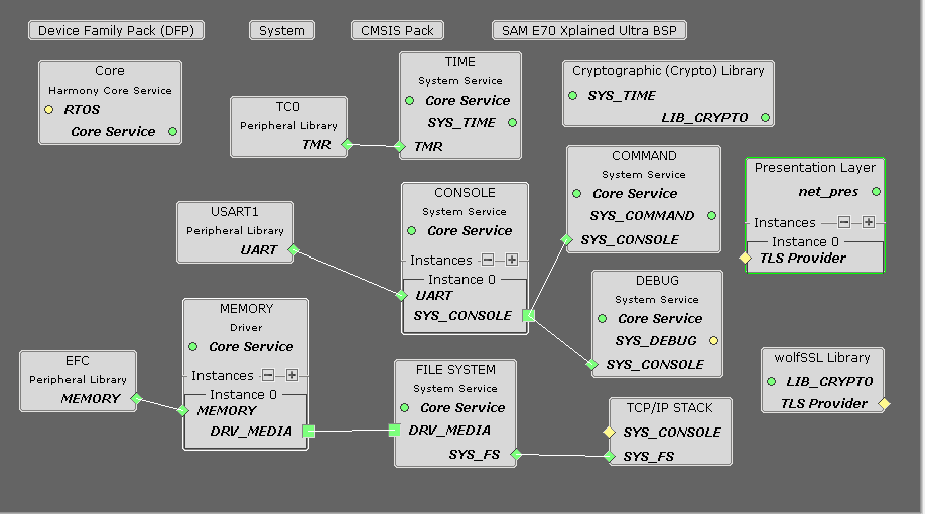 Device Family Pack (DFP)
System
CMSIS Pack
SAM E70 Xplained Ultra BSP
Core
Harmony Core Service
RTOS
Core Service
TC0
Peripheral Library
TMR
TIME
System Service
Core Service
SYS_TIME
TMR
Cryptographic (Crypto) Library
SYS_TIME
LIB_CRYPTO
USART1
Peripheral Library
UART
CONSOLE
System Service
Core Service
Instances
Instance 0
UART
SYS_CONSOLE
COMMAND
System Service
Core Service
SYS_COMMAND
SYS_CONSOLE
Presentation Layer
net_pres
Instances
Instance 0
TLS Provider
DEBUG
System Service
Core Service
SYS_DEBUG
SYS_CONSOLE
EFC
Peripheral Library
MEMORY
MEMORY
Driver
Core Service
Instances
Instance 0
MEMORY
DRV_MEDIA
FILE SYSTEM
System Service
Core Service
DRV_MEDIA
SYS_FS
TCP/IP STACK
SYS_CONSOLE
SYS_FS
wolfSSL Library
LIB_CRYPTO
TLS Provider